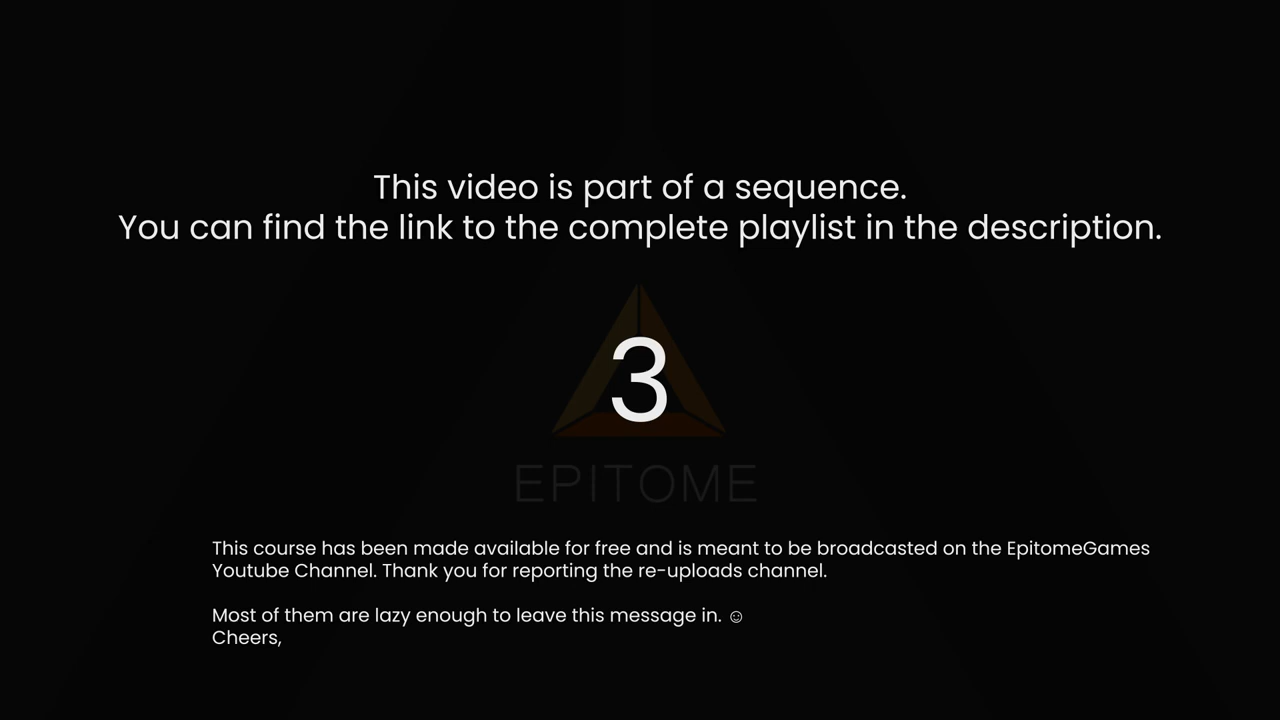 This video is part of a sequence.
You can find the link to the complete playlist in the description.
3
EPITOME
This course has been made available for free and is meant to be broadcasted on the EpitomeGames
Youtube Channel. Thank you for reporting the re-uploads channel.
Most of them are lazy enough to leave this message in. ☺
Cheers,